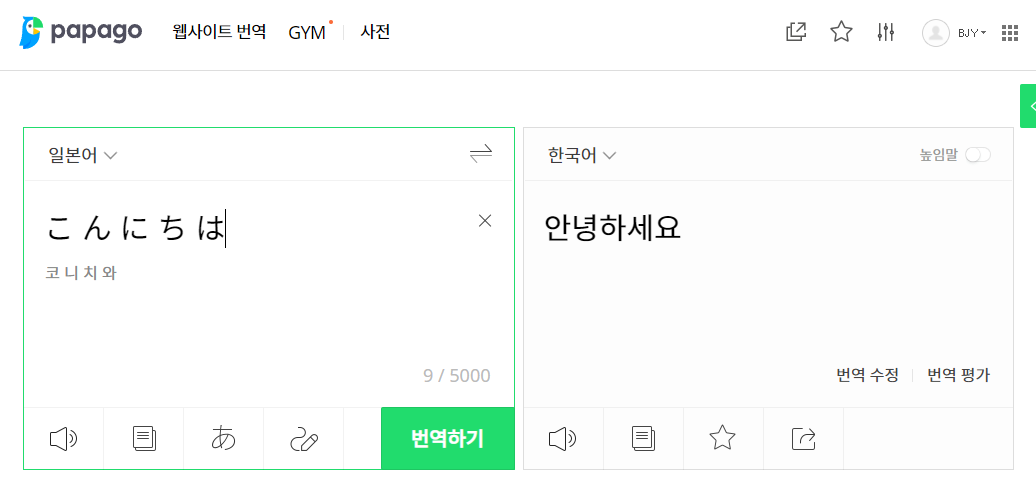 papago 웹사이트 번역 GYM 사전 BJY
일본어
こ ん に ち は
코 니 치 와
9 / 5000
あ
번역하기
한국어 높임말
안녕하세요
번역 수정 번역 평가